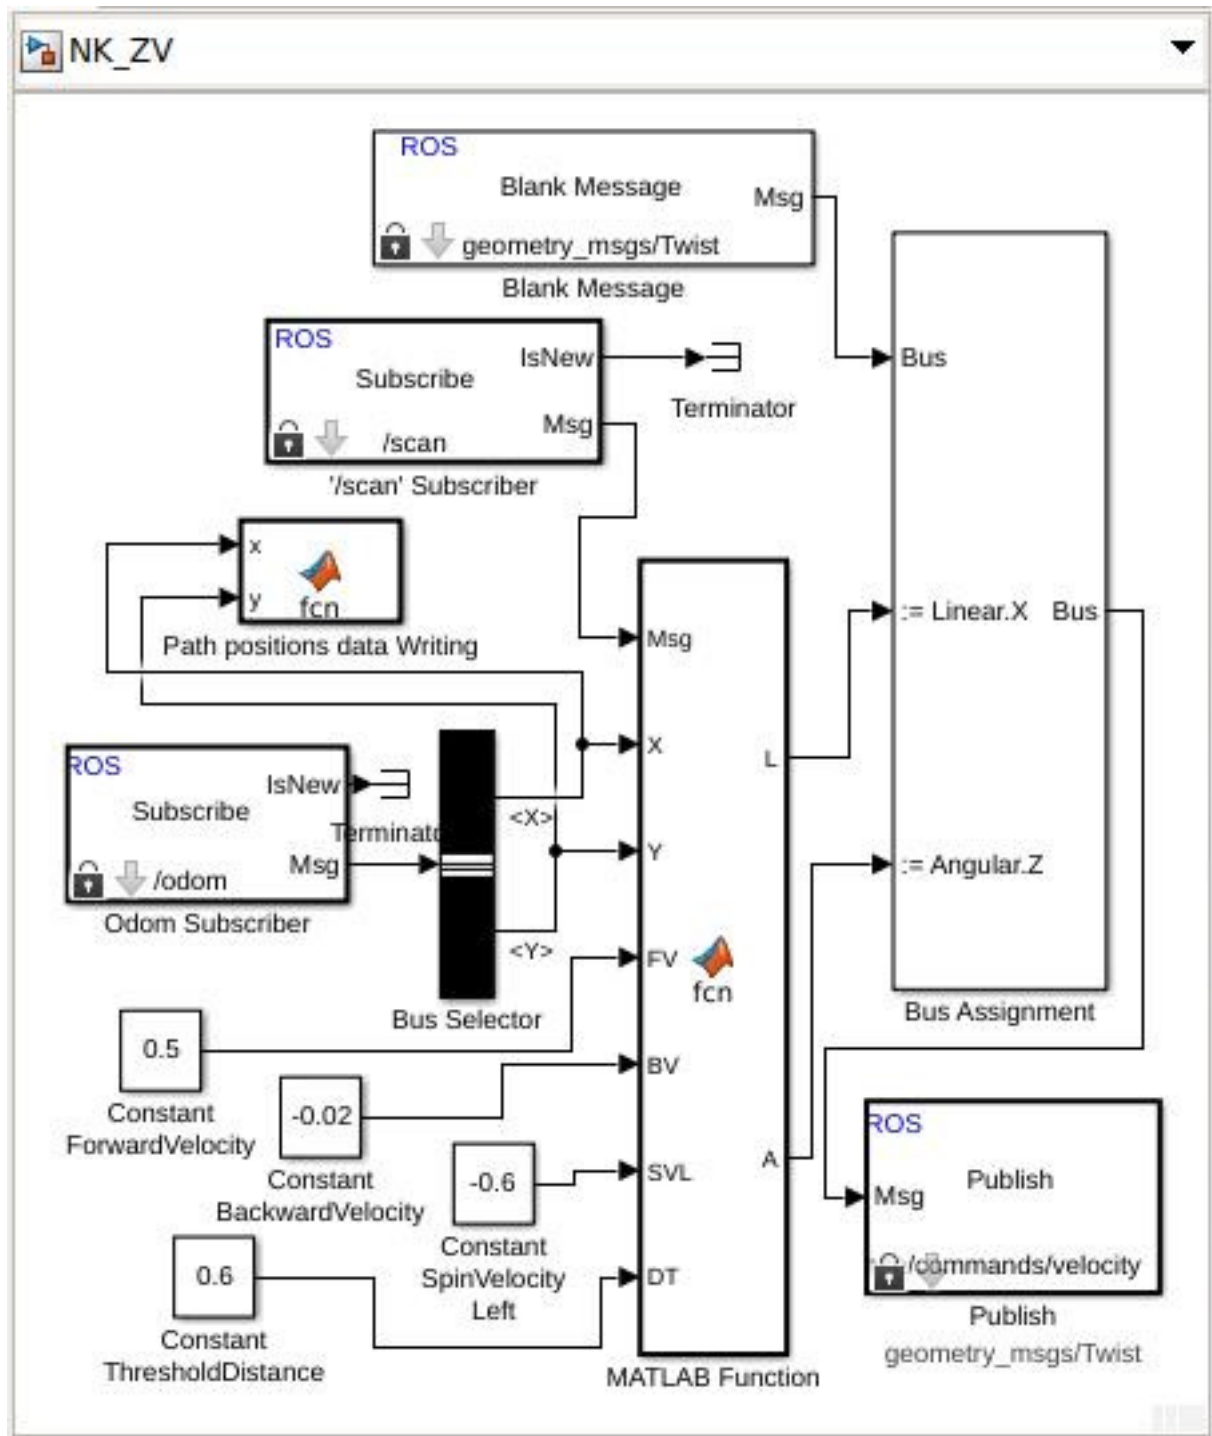 NK_ZV
ROS
Blank Message
Msg
geometry_msgs/Twist
Blank Message
ROS
IsNew
Subscribe
Msg
/scan
'/scan' Subscriber
Terminator
Bus
:= Linear.X
Bus
:= Angular.Z
Bus Assignment
x
y
fcn
Path positions data Writing
ROS
IsNew
Subscribe
Terminato
Msg
/odom
Odom Subscriber
<X>
<Y>
Bus Selector
Msg
X
L
Y
FV
fcn
BV
SVL
A
DT
MATLAB Function
0.5
Constant
ForwardVelocity
-0.02
Constant
BackwardVelocity
-0.6
Constant
SpinVelocity
Left
0.6
Constant
ThresholdDistance
ROS
Publish
Msg
/commands/velocity
Publish
geometry_msgs/Twist